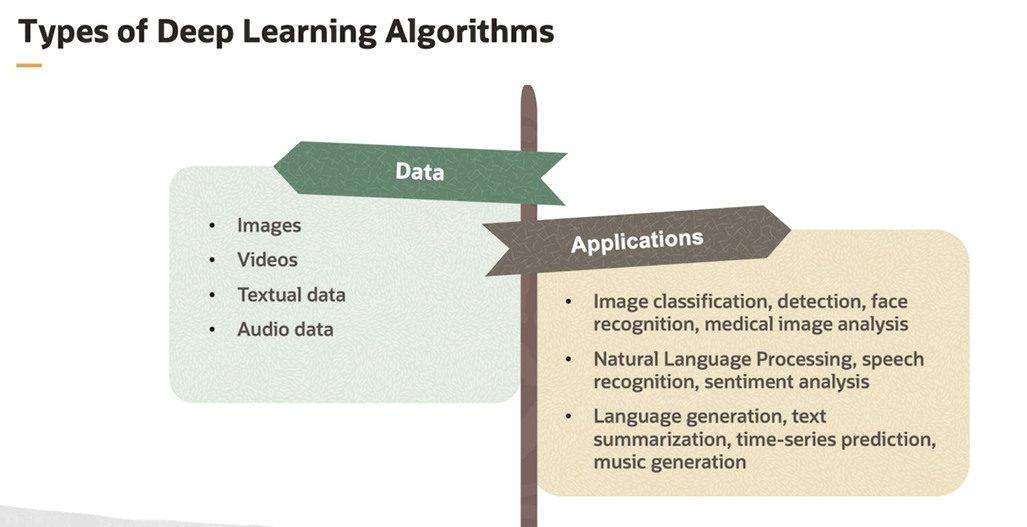 Types of Deep Learning Algorithms
Data
• Images
• Videos
• Textual data
• Audio data
Applications
• Image classification, detection, face
recognition, medical image analysis
• Natural Language Processing, speech
recognition, sentiment analysis
• Language generation, text
summarization, time-series prediction,
music generation